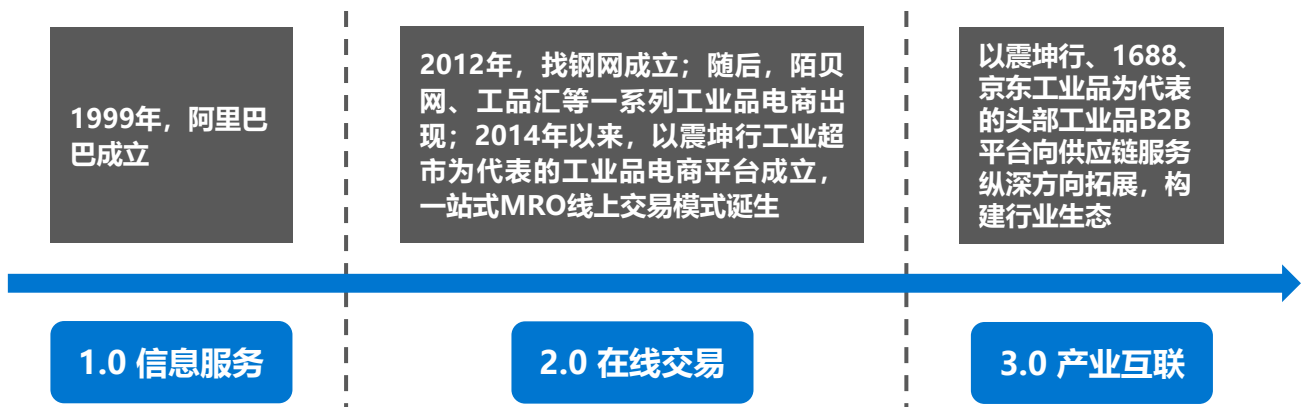 1999年，阿里巴
巴成立
2012年，找钢网成立；随后，陌贝
网、工品汇等一系列工业品电商出
现；2014年以来，以震坤行工业超
市为代表的工业品电商平台成立，
一站式MRO线上交易模式诞生
以震坤行、1688、
京东工业品为代表
的头部工业品B2B
平台向供应链服务
纵深方向拓展，构
建行业生态
1.0 信息服务
2.0 在线交易
3.0 产业互联